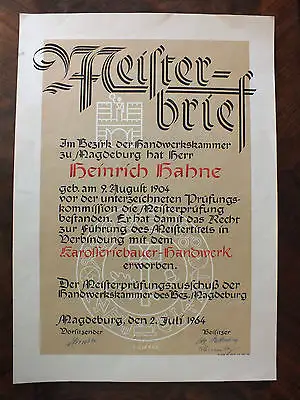 Meister-
brief
Im Bezirk der Handwerkskammer
zu Magdeburg hat Herr
Heinrich Hahne
geb. am 9. August 1904
vor der unterzeichneten Prüfungs-
kommission die Meisterprüfung
bestanden. Er hat damit das Recht
zur Führung des Meistertitels in
Verbindung mit dem
Karosseriebauer-Handwerk
erworben.
Der Meisterprüfungsausschuß der
Handwerkskammer des Bez. Magdeburg
Magdeburg, den 2. Juli 1964
Vorsitzender Beisitzer